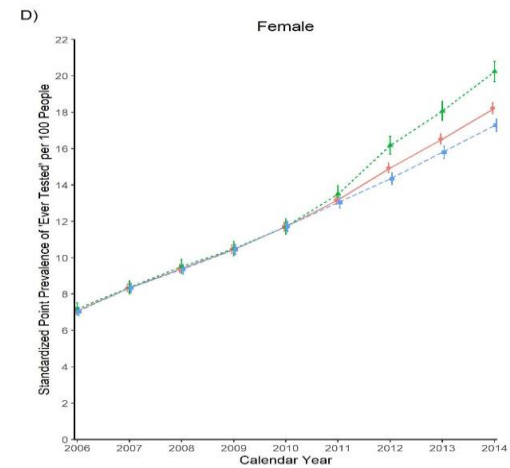 D)
Female
Standardized Point Prevalence of 'Ever Tested' per 100 People
22
20
18
16
14
12
10
8
6
4
2
0
2006 2007 2008 2009 2010 2011 2012 2013 2014
Calendar Year